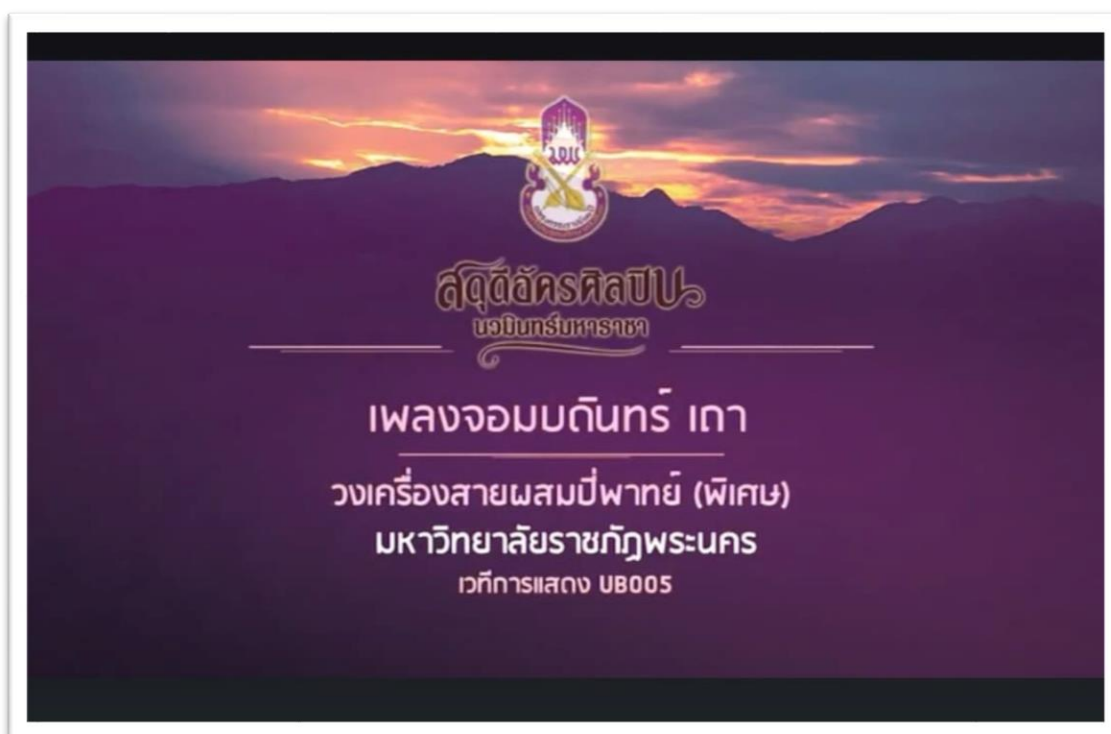 สดุดีอัครศิลปิน
นวมินทร์มหาราชา
เพลงจอมบดินทร์ เถา
วงเครื่องสายผสมปี่พาทย์ (พิเศษ)
มหาวิทยาลัยราชภัฏพระนคร
เวทีการแสดง UB005